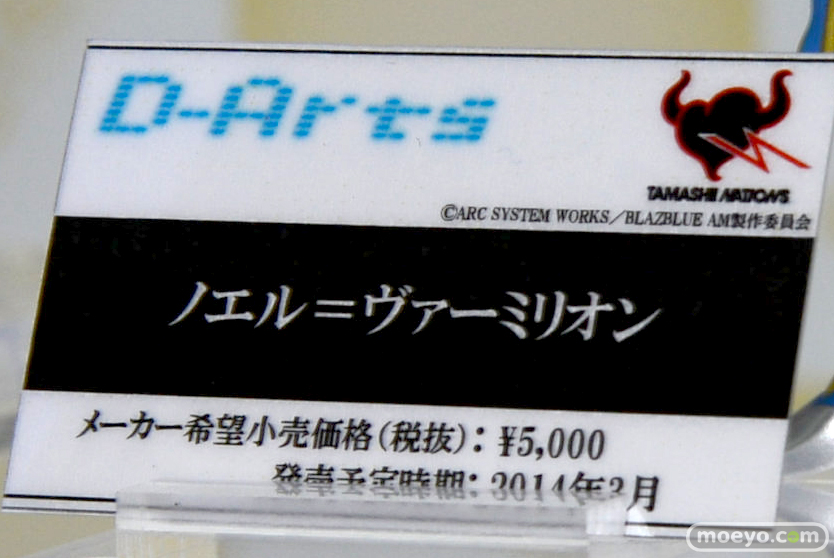 D-Arts
TAMASHII NATIONS
©ARC SYSTEM WORKS／BLAZBLUE AM製作委員会
ノエル＝ヴァーミリオン
メーカー希望小売価格(税抜)：¥5,000
発売予定時期：2014年3月
moeyo.com